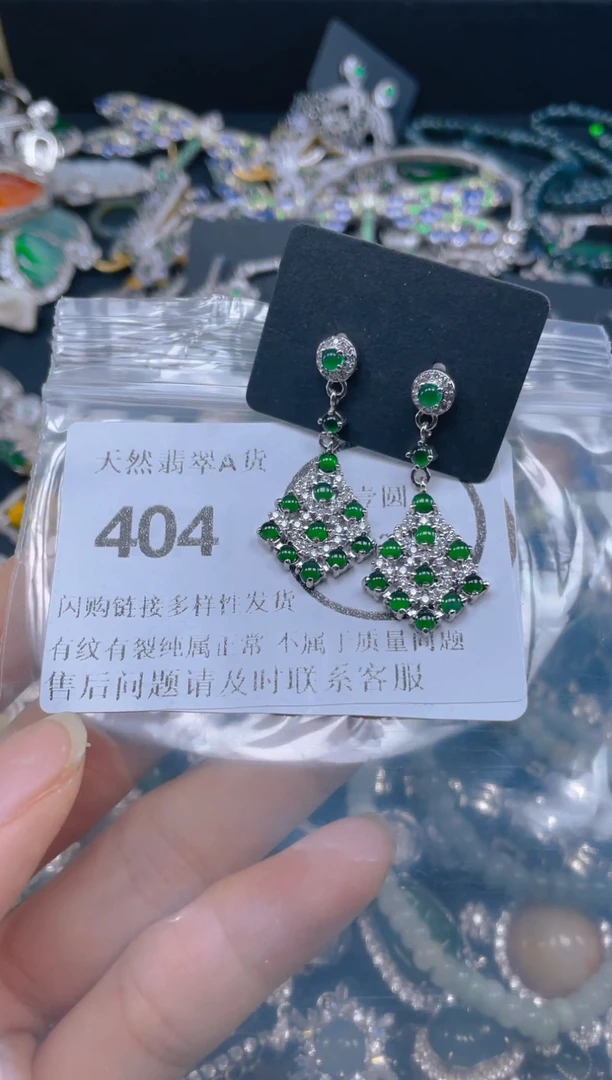 天然翡翠A货
404
闪购链接多样性发货
有纹有裂纯属正常 不属于质量问题
售后问题请及时联系客服